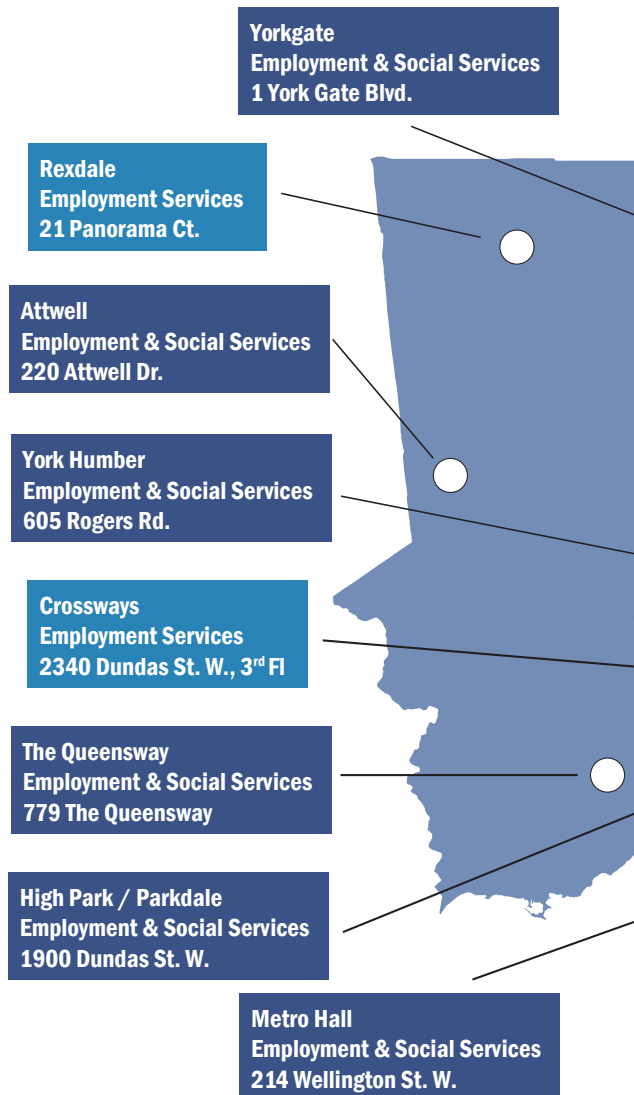 Yorkgate
Employment & Social Services
1 York Gate Blvd.
Rexdale
Employment Services
21 Panorama Ct.
Attwell
Employment & Social Services
220 Attwell Dr.
York Humber
Employment & Social Services
605 Rogers Rd.
Crossways
Employment Services
2340 Dundas St. W., 3rd Fl
The Queensway
Employment & Social Services
779 The Queensway
High Park / Parkdale
Employment & Social Services
1900 Dundas St. W.
Metro Hall
Employment & Social Services
214 Wellington St. W.